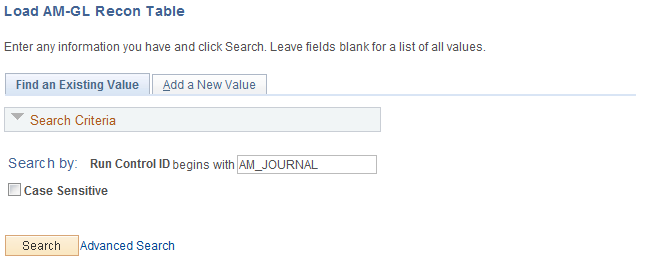 Load AM-GL Recon Table
Enter any information you have and click Search. Leave fields blank for a list of all values.
Find an Existing Value Add a New Value
Search Criteria
Search by: Run Control ID begins with AM_JOURNAL
Case Sensitive
Search Advanced Search